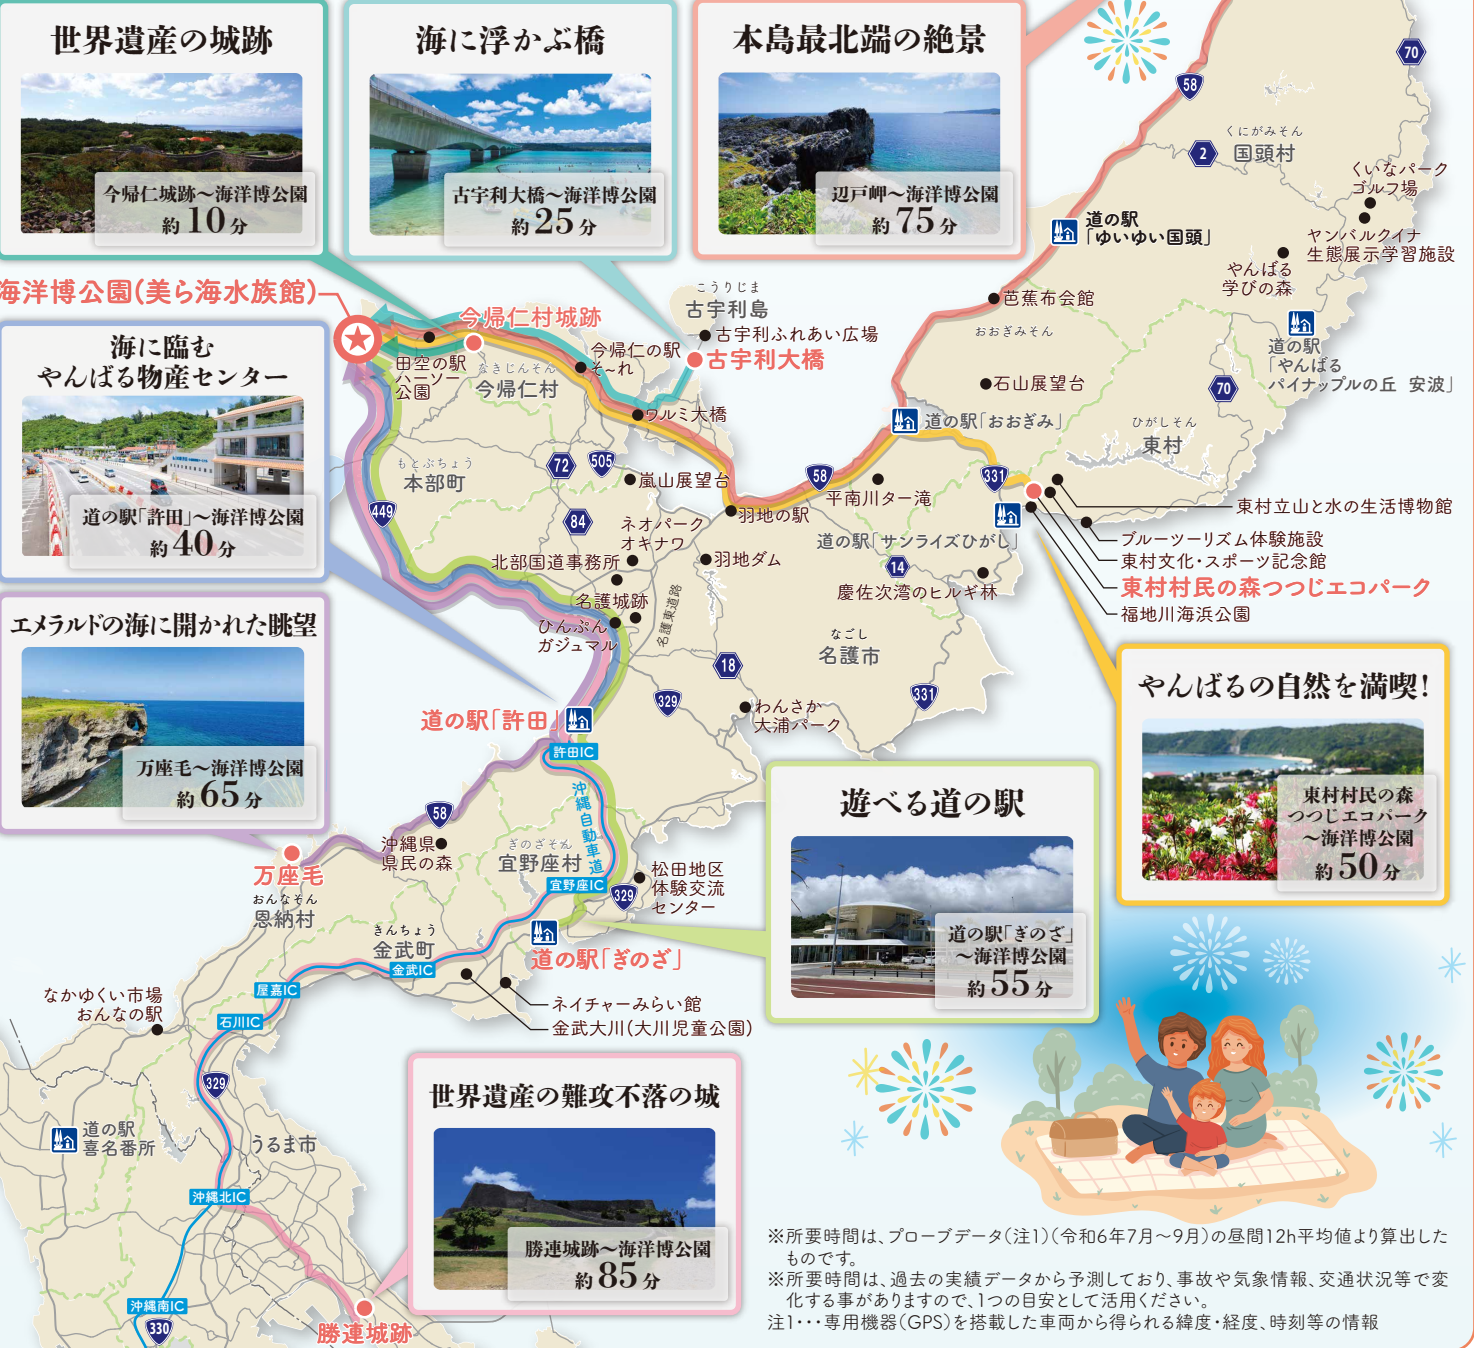 世界遺産の城跡
今帰仁城跡～海洋博公園
約10分
海に浮かぶ橋
古宇利大橋～海洋博公園
約25分
本島最北端の絶景
辺戸岬～海洋博公園
約75分
58
70
2
くにがみそん
国頭村
くいなパーク
ゴルフ場
道の駅
「ゆいゆい国頭」
ヤンバルクイナ
生態展示学習施設
やんばる
学びの森
海洋博公園(美ら海水族館)
今帰仁村城跡
こうりじま
古宇利島
古宇利ふれあい広場
古宇利大橋
芭蕉布会館
おおぎみそん
道の駅
「やんばる
パイナップルの丘 安波」
海に臨む
やんばる物産センター
道の駅「許田」～海洋博公園
約40分
田空の駅
ハーソー
公園
なきじんそん
今帰仁村
今帰仁の駅
そ～れ
ワルミ大橋
石山展望台
70
道の駅「おおぎみ」
ひがしそん
東村
もとぶちょう
本部町
72
505
嵐山展望台
58
331
449
84
ネオパーク
オキナワ
羽地の駅
平南川ター滝
道の駅「サンライズひがし」
東村立山と水の生活博物館
ブルーツーリズム体験施設
東村文化・スポーツ記念館
東村村民の森つつじエコパーク
福地川海浜公園
北部国道事務所
羽地ダム
14
慶佐次湾のヒルギ林
名護城跡
ひんぷん
ガジュマル
名護東道路
なごし
名護市
18
329
331
わんさか
大浦パーク
エメラルドの海に開かれた眺望
万座毛～海洋博公園
約65分
道の駅「許田」
許田IC
沖縄自動車道
58
沖縄県
県民の森
ぎのざそん
宜野座村
宜野座IC
329
松田地区
体験交流
センター
万座毛
おんなそん
恩納村
きんちょう
金武町
金武IC
道の駅「ぎのざ」
屋嘉IC
石川IC
なかゆくい市場
おんなの駅
ネイチャーみらい館
金武大川(大川児童公園)
遊べる道の駅
道の駅「ぎのざ」
～海洋博公園
約55分
やんばるの自然を満喫!
東村村民の森
つつじエコパーク
～海洋博公園
約50分
329
道の駅
喜名番所
うるま市
沖縄北IC
沖縄南IC
330
勝連城跡
世界遺産の難攻不落の城
勝連城跡～海洋博公園
約85分
※所要時間は、プローブデータ(注1)(令和6年7月～9月)の昼間12h平均値より算出した
ものです。
※所要時間は、過去の実績データから予測しており、事故や気象情報、交通状況等で変
化する事がありますので、1つの目安として活用ください。
注1・・・専用機器(GPS)を搭載した車両から得られる緯度・経度、時刻等の情報